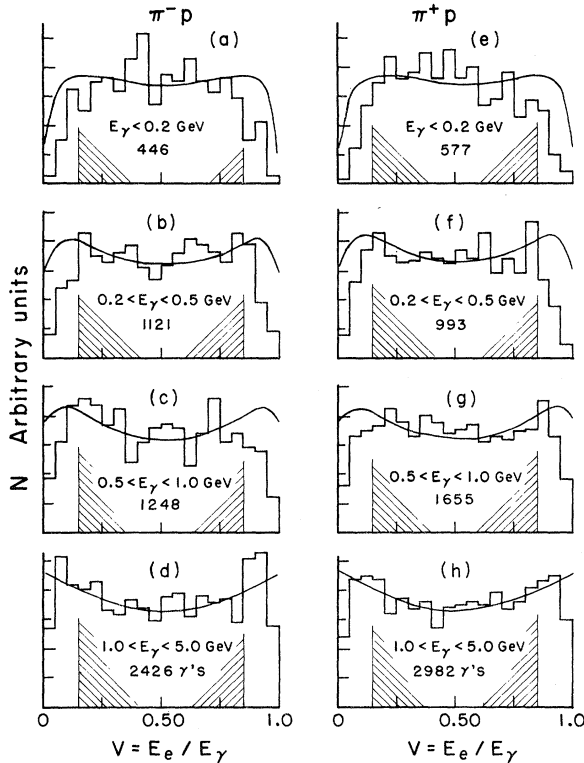 π⁻p
(a)
E_γ < 0.2 GeV
446
(b)
0.2 < E_γ < 0.5 GeV
1121
(c)
0.5 < E_γ < 1.0 GeV
1248
(d)
1.0 < E_γ < 5.0 GeV
2426 γ's
0 0.50 1.0
V = E_e / E_γ
π⁺p
(e)
E_γ < 0.2 GeV
577
(f)
0.2 < E_γ < 0.5 GeV
993
(g)
0.5 < E_γ < 1.0 GeV
1655
(h)
1.0 < E_γ < 5.0 GeV
2982 γ's
0 0.50 1.0
V = E_e / E_γ
N Arbitrary units